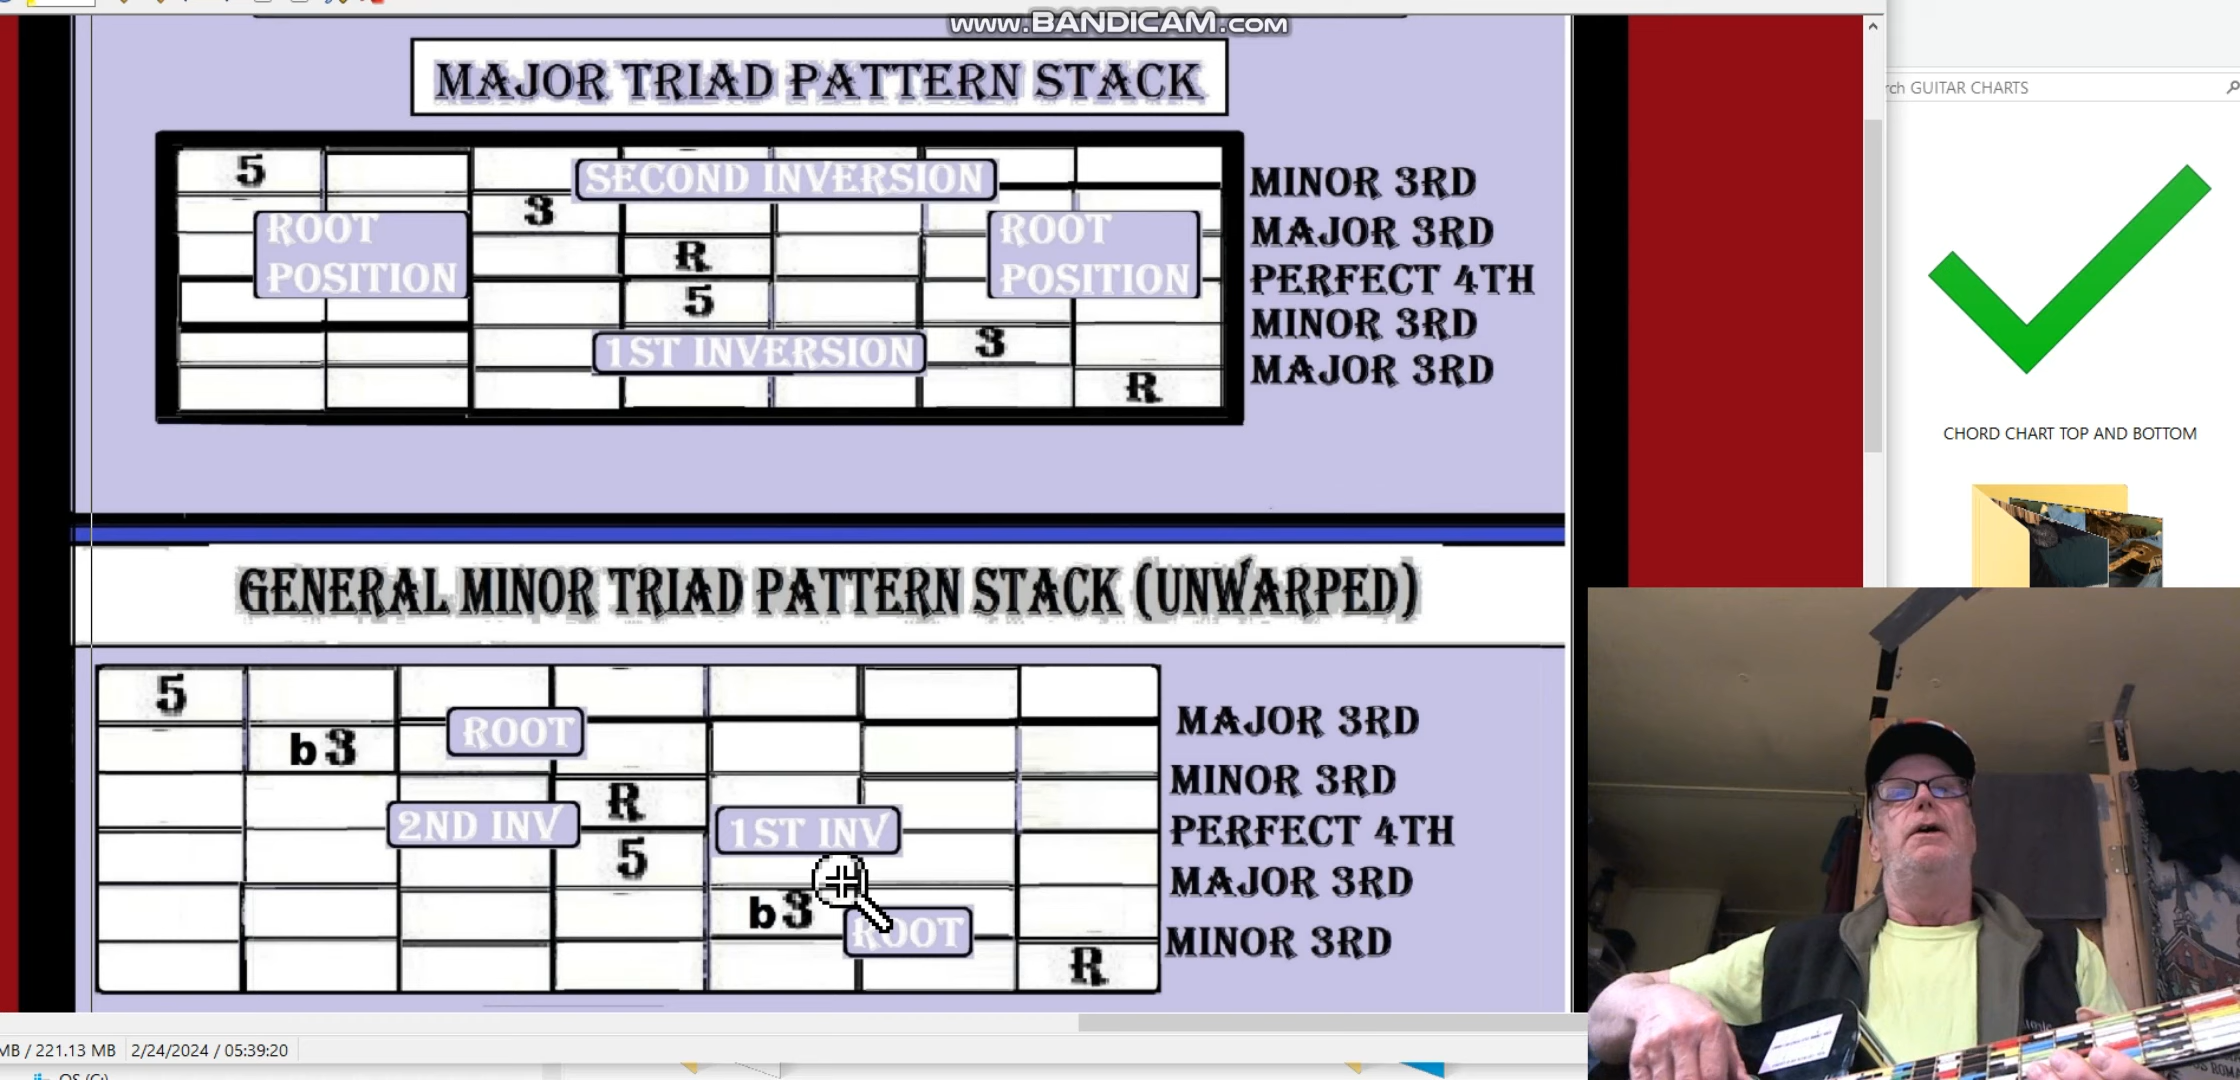 WWW.BANDICAM.COM
MAJOR TRIAD PATTERN STACK
rch GUITAR CHARTS
5
SECOND INVERSION
MINOR 3RD
3
ROOT
POSITION
ROOT
POSITION
MAJOR 3RD
R
PERFECT 4TH
5
MINOR 3RD
1ST INVERSION
3
MAJOR 3RD
R
CHORD CHART TOP AND BOTTOM
GENERAL MINOR TRIAD PATTERN STACK (UNWARPED)
5
MAJOR 3RD
b3
ROOT
MINOR 3RD
R
2ND INV
1ST INV
PERFECT 4TH
5
MAJOR 3RD
b3
ROOT
MINOR 3RD
R
MB / 221.13 MB
2/24/2024 / 05:39:20
OS (C:)